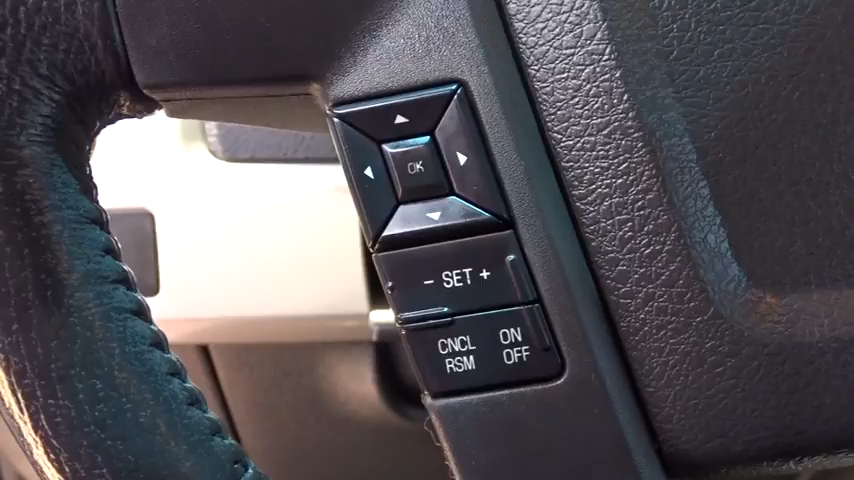 OK
- SET +
CNCL
RSM
ON
OFF